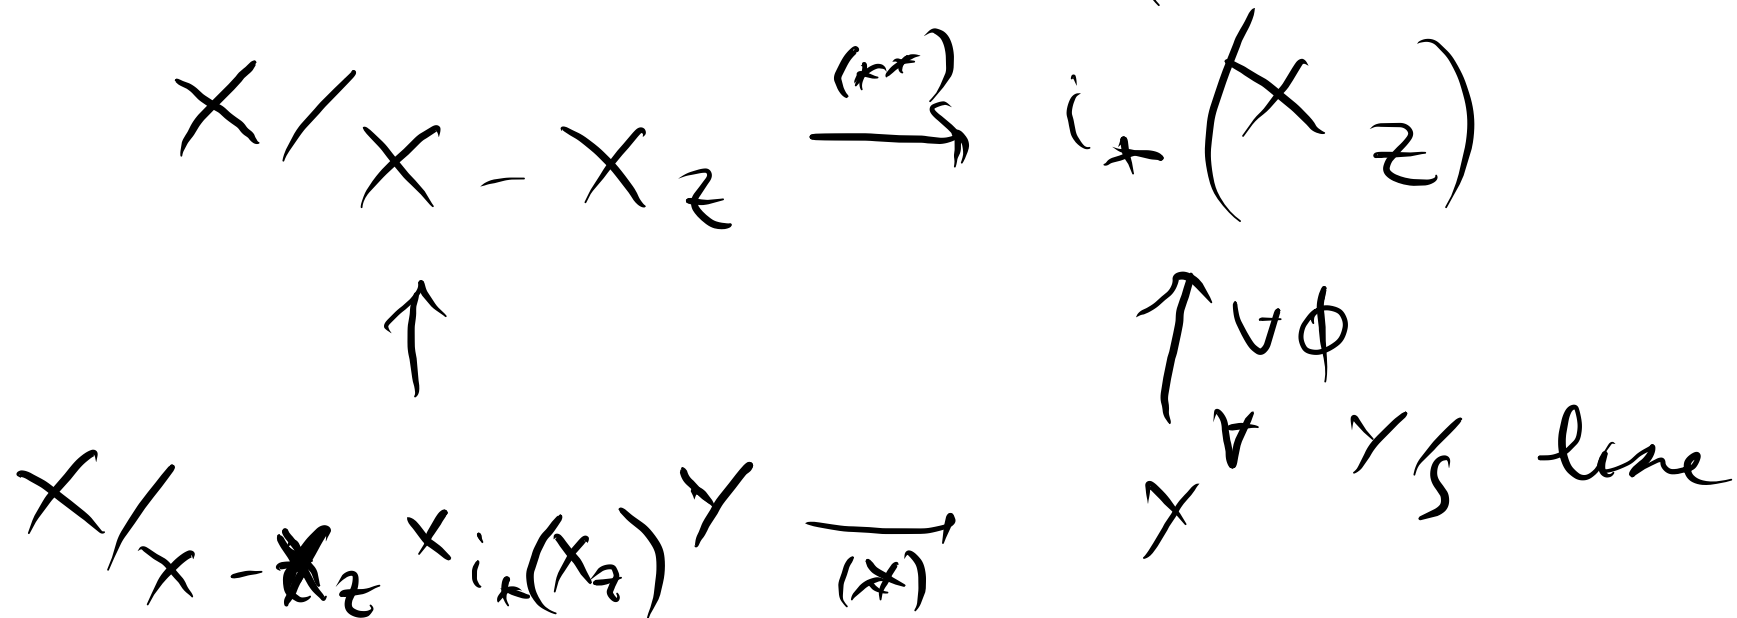 X/X - X_Z →(**) i_*(X_Z)
↑ ↑ ∀φ
∀ Y/S line
X/X - X_Z × i_*(X_Z) Y →(*) Y